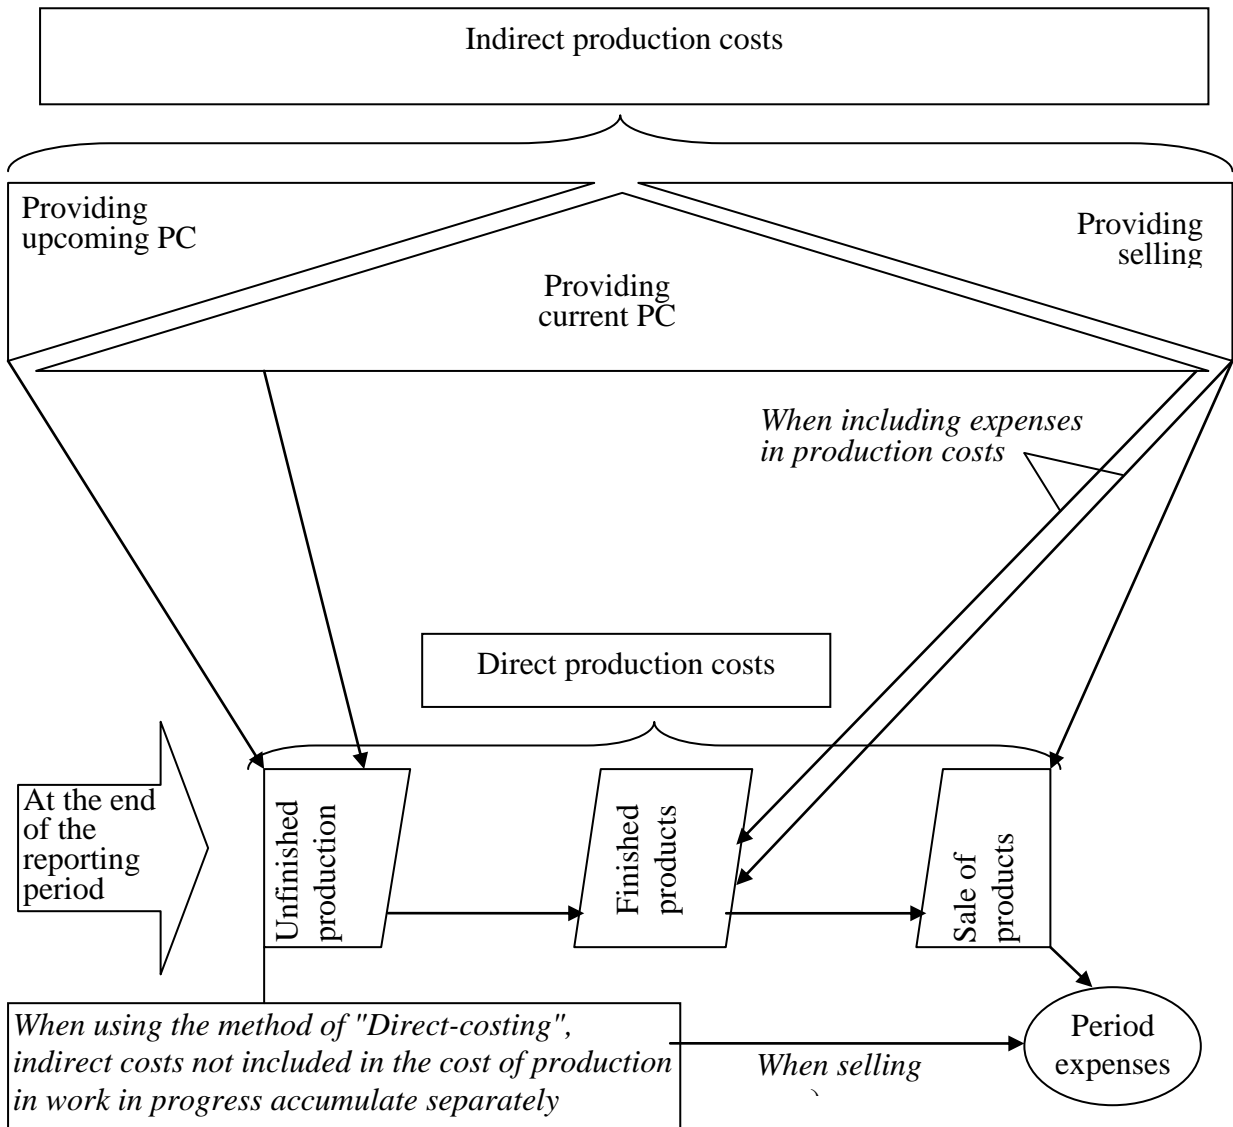 Indirect production costs
Providing
upcoming PC
Providing
selling
Providing
current PC
When including expenses
in production costs
Direct production costs
At the end
of the
reporting
period
Unfinished
production
Finished
products
Sale of
products
When using the method of "Direct-costing",
indirect costs not included in the cost of production
in work in progress accumulate separately
When selling
Period
expenses